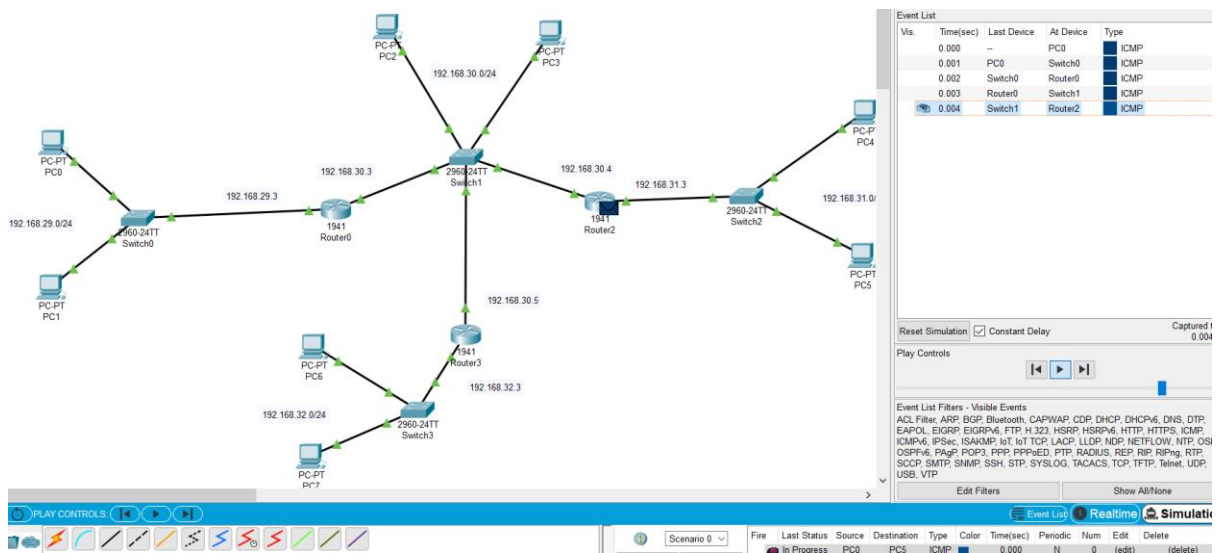 PC-PT
PC2
PC-PT
PC3
192.168.30.0/24
PC-PT
PC0
192.168.30.3
2960-24TT
Switch1
192.168.30.4
PC-PT
PC4
192.168.29.3
192.168.31.3
192.168.29.0/24
2960-24TT
Switch0
1941
Router0
1941
Router2
2960-24TT
Switch2
192.168.31.0/
PC-PT
PC1
PC-PT
PC5
192.168.30.5
1941
Router3
PC-PT
PC6
192.168.32.3
192.168.32.0/24
2960-24TT
Switch3
PC-PT
PC7
Event List
Vis. Time(sec) Last Device At Device Type
0.000 -- PC0 ICMP
0.001 PC0 Switch0 ICMP
0.002 Switch0 Router0 ICMP
0.003 Router0 Switch1 ICMP
0.004 Switch1 Router2 ICMP
Reset Simulation Constant Delay Captured
0.004
Play Controls
Event List Filters - Visible Events
ACL Filter, ARP, BGP, Bluetooth, CAPWAP, CDP, DHCP, DHCPv6, DNS, DTP,
EAPOL, EIGRP, EIGRPv6, FTP, H.323, HSRP, HSRPv6, HTTP, HTTPS, ICMP,
ICMPv6, IPSec, ISAKMP, IoT, IoT TCP, LACP, LLDP, NDP, NETFLOW, NTP,
OSPFv6, PAgP, POP3, PPP, PPPoED, PTP, RADIUS, REP, RIP, RIPng, RTP,
SCCP, SMTP, SNMP, SSH, STP, SYSLOG, TACACS, TCP, TFTP, Telnet, UDP,
USB, VTP
Edit Filters Show All/None
PLAY CONTROLS: Event List Realtime Simulatio
Scenario 0 Fire Last Status Source Destination Type Color Time(sec) Periodic Num Edit Delete
In Progress PC0 PC5 ICMP 0.000 N 0 (edit) (delete)